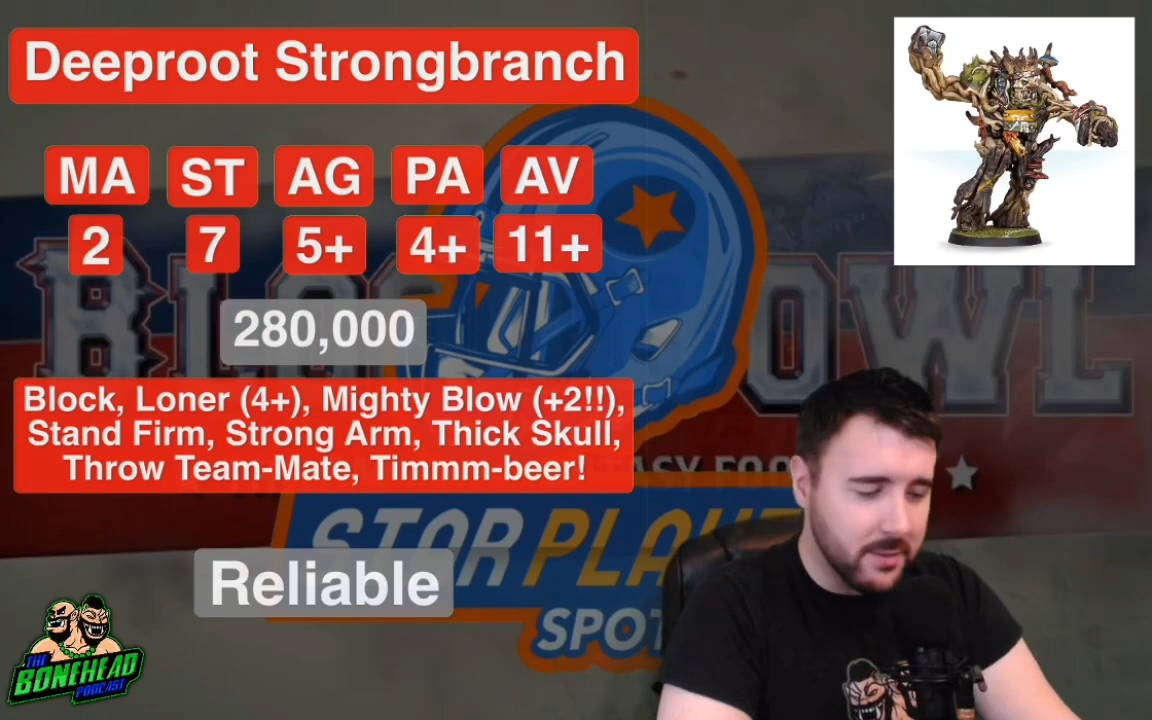 Deeproot Strongbranch
MA ST AG PA AV
2 7 5+ 4+ 11+
280,000
Block, Loner (4+), Mighty Blow (+2!!),
Stand Firm, Strong Arm, Thick Skull,
Throw Team-Mate, Timmm-beer!
Reliable
THE
BONEHEAD
PODCAST